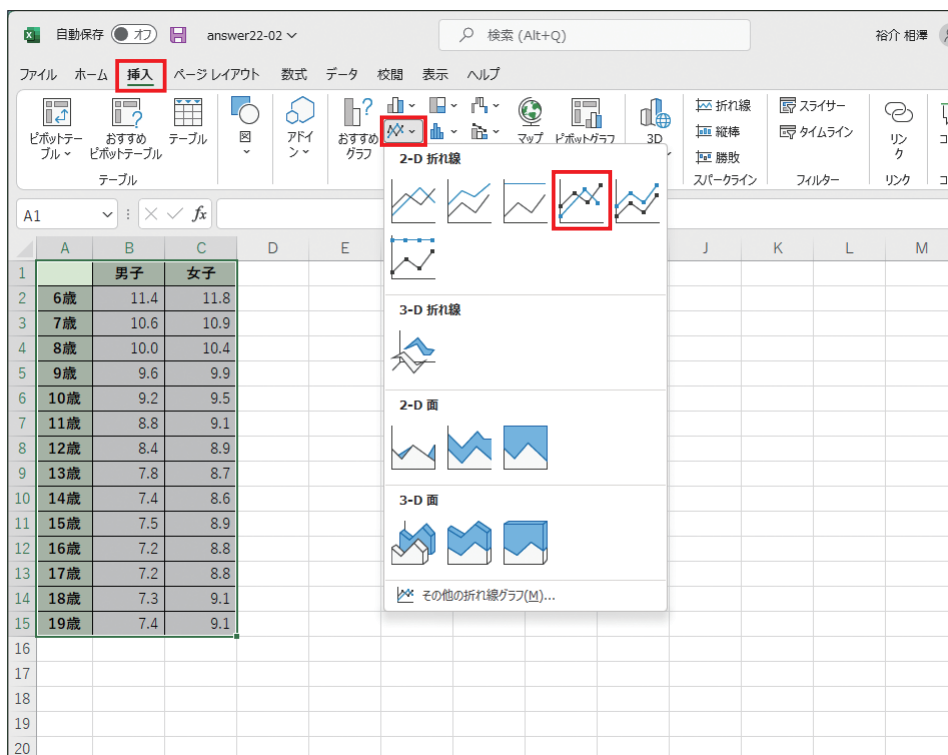 自動保存 オフ answer22-02 検索 (Alt+Q) 裕介 相澤
ファイル ホーム 挿入 ページ レイアウト 数式 データ 校閲 表示 ヘルプ
ピボットテー
ブル
おすすめ
ピボットテーブル
テーブル
テーブル
図
アドイ
ン
おすすめ
グラフ
マップ
ピボットグラフ
3D
折れ線
縦棒
勝敗
スパークライン
スライサー
タイムライン
フィルター
リン
ク
リンク
A1
fx
2-D 折れ線
3-D 折れ線
2-D 面
3-D 面
その他の折れ線グラフ(M)...
A B C D E J K L M
1 男子 女子
2 6歳 11.4 11.8
3 7歳 10.6 10.9
4 8歳 10.0 10.4
5 9歳 9.6 9.9
6 10歳 9.2 9.5
7 11歳 8.8 9.1
8 12歳 8.4 8.9
9 13歳 7.8 8.7
10 14歳 7.4 8.6
11 15歳 7.5 8.9
12 16歳 7.2 8.8
13 17歳 7.2 8.8
14 18歳 7.3 9.1
15 19歳 7.4 9.1
16
17
18
19
20